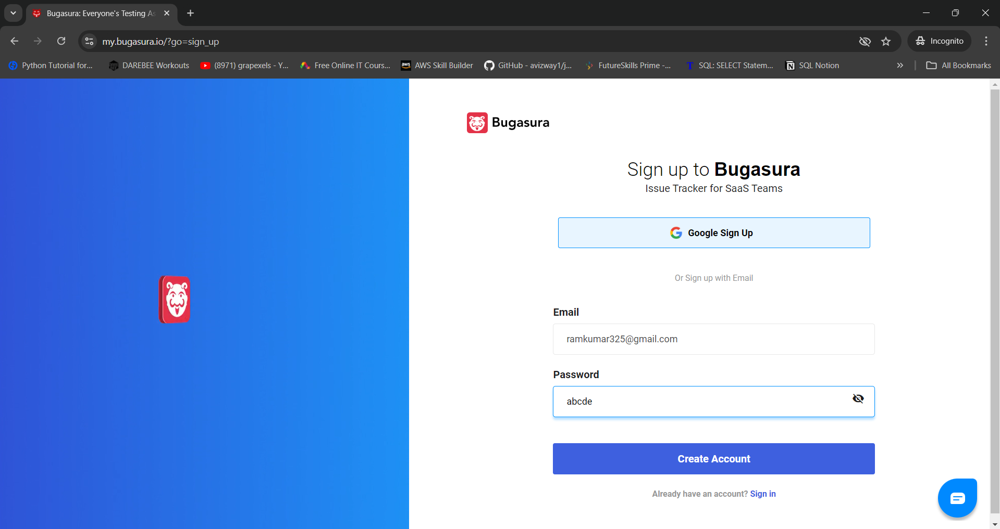 Bugasura: Everyone's Testing As
my.bugasura.io/?go=sign_up
Incognito
Python Tutorial for...
DAREBEE Workouts
(8971) grapexels - Y...
Free Online IT Cours...
aws
AWS Skill Builder
GitHub - avizway1/j...
FutureSkills Prime -...
T
SQL: SELECT Statem...
SQL Notion
All Bookmarks
Bugasura
Sign up to Bugasura
Issue Tracker for SaaS Teams
Google Sign Up
Or Sign up with Email
Email
ramkumar325@gmail.com
Password
abcde
Create Account
Already have an account? Sign in